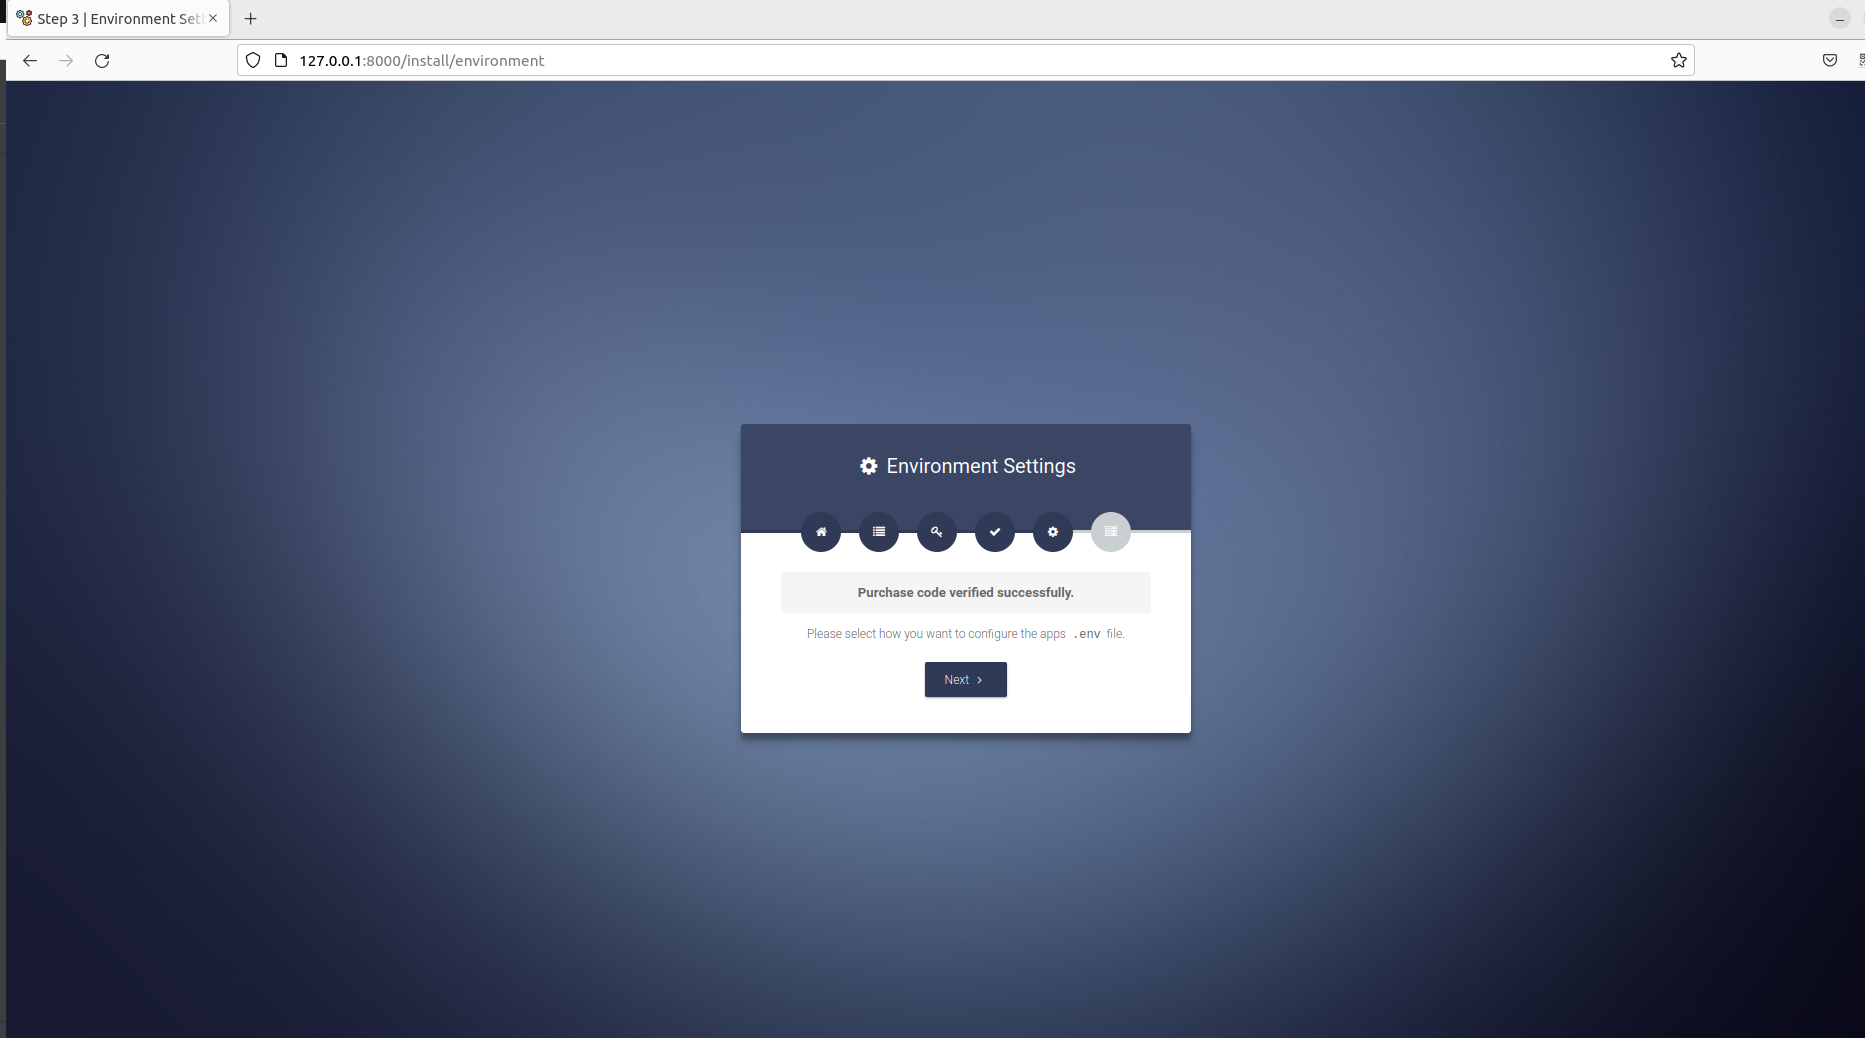 Step 3 | Environment Sett
127.0.0.1:8000/install/environment
Environment Settings
Purchase code verified successfully.
Please select how you want to configure the apps .env file.
Next